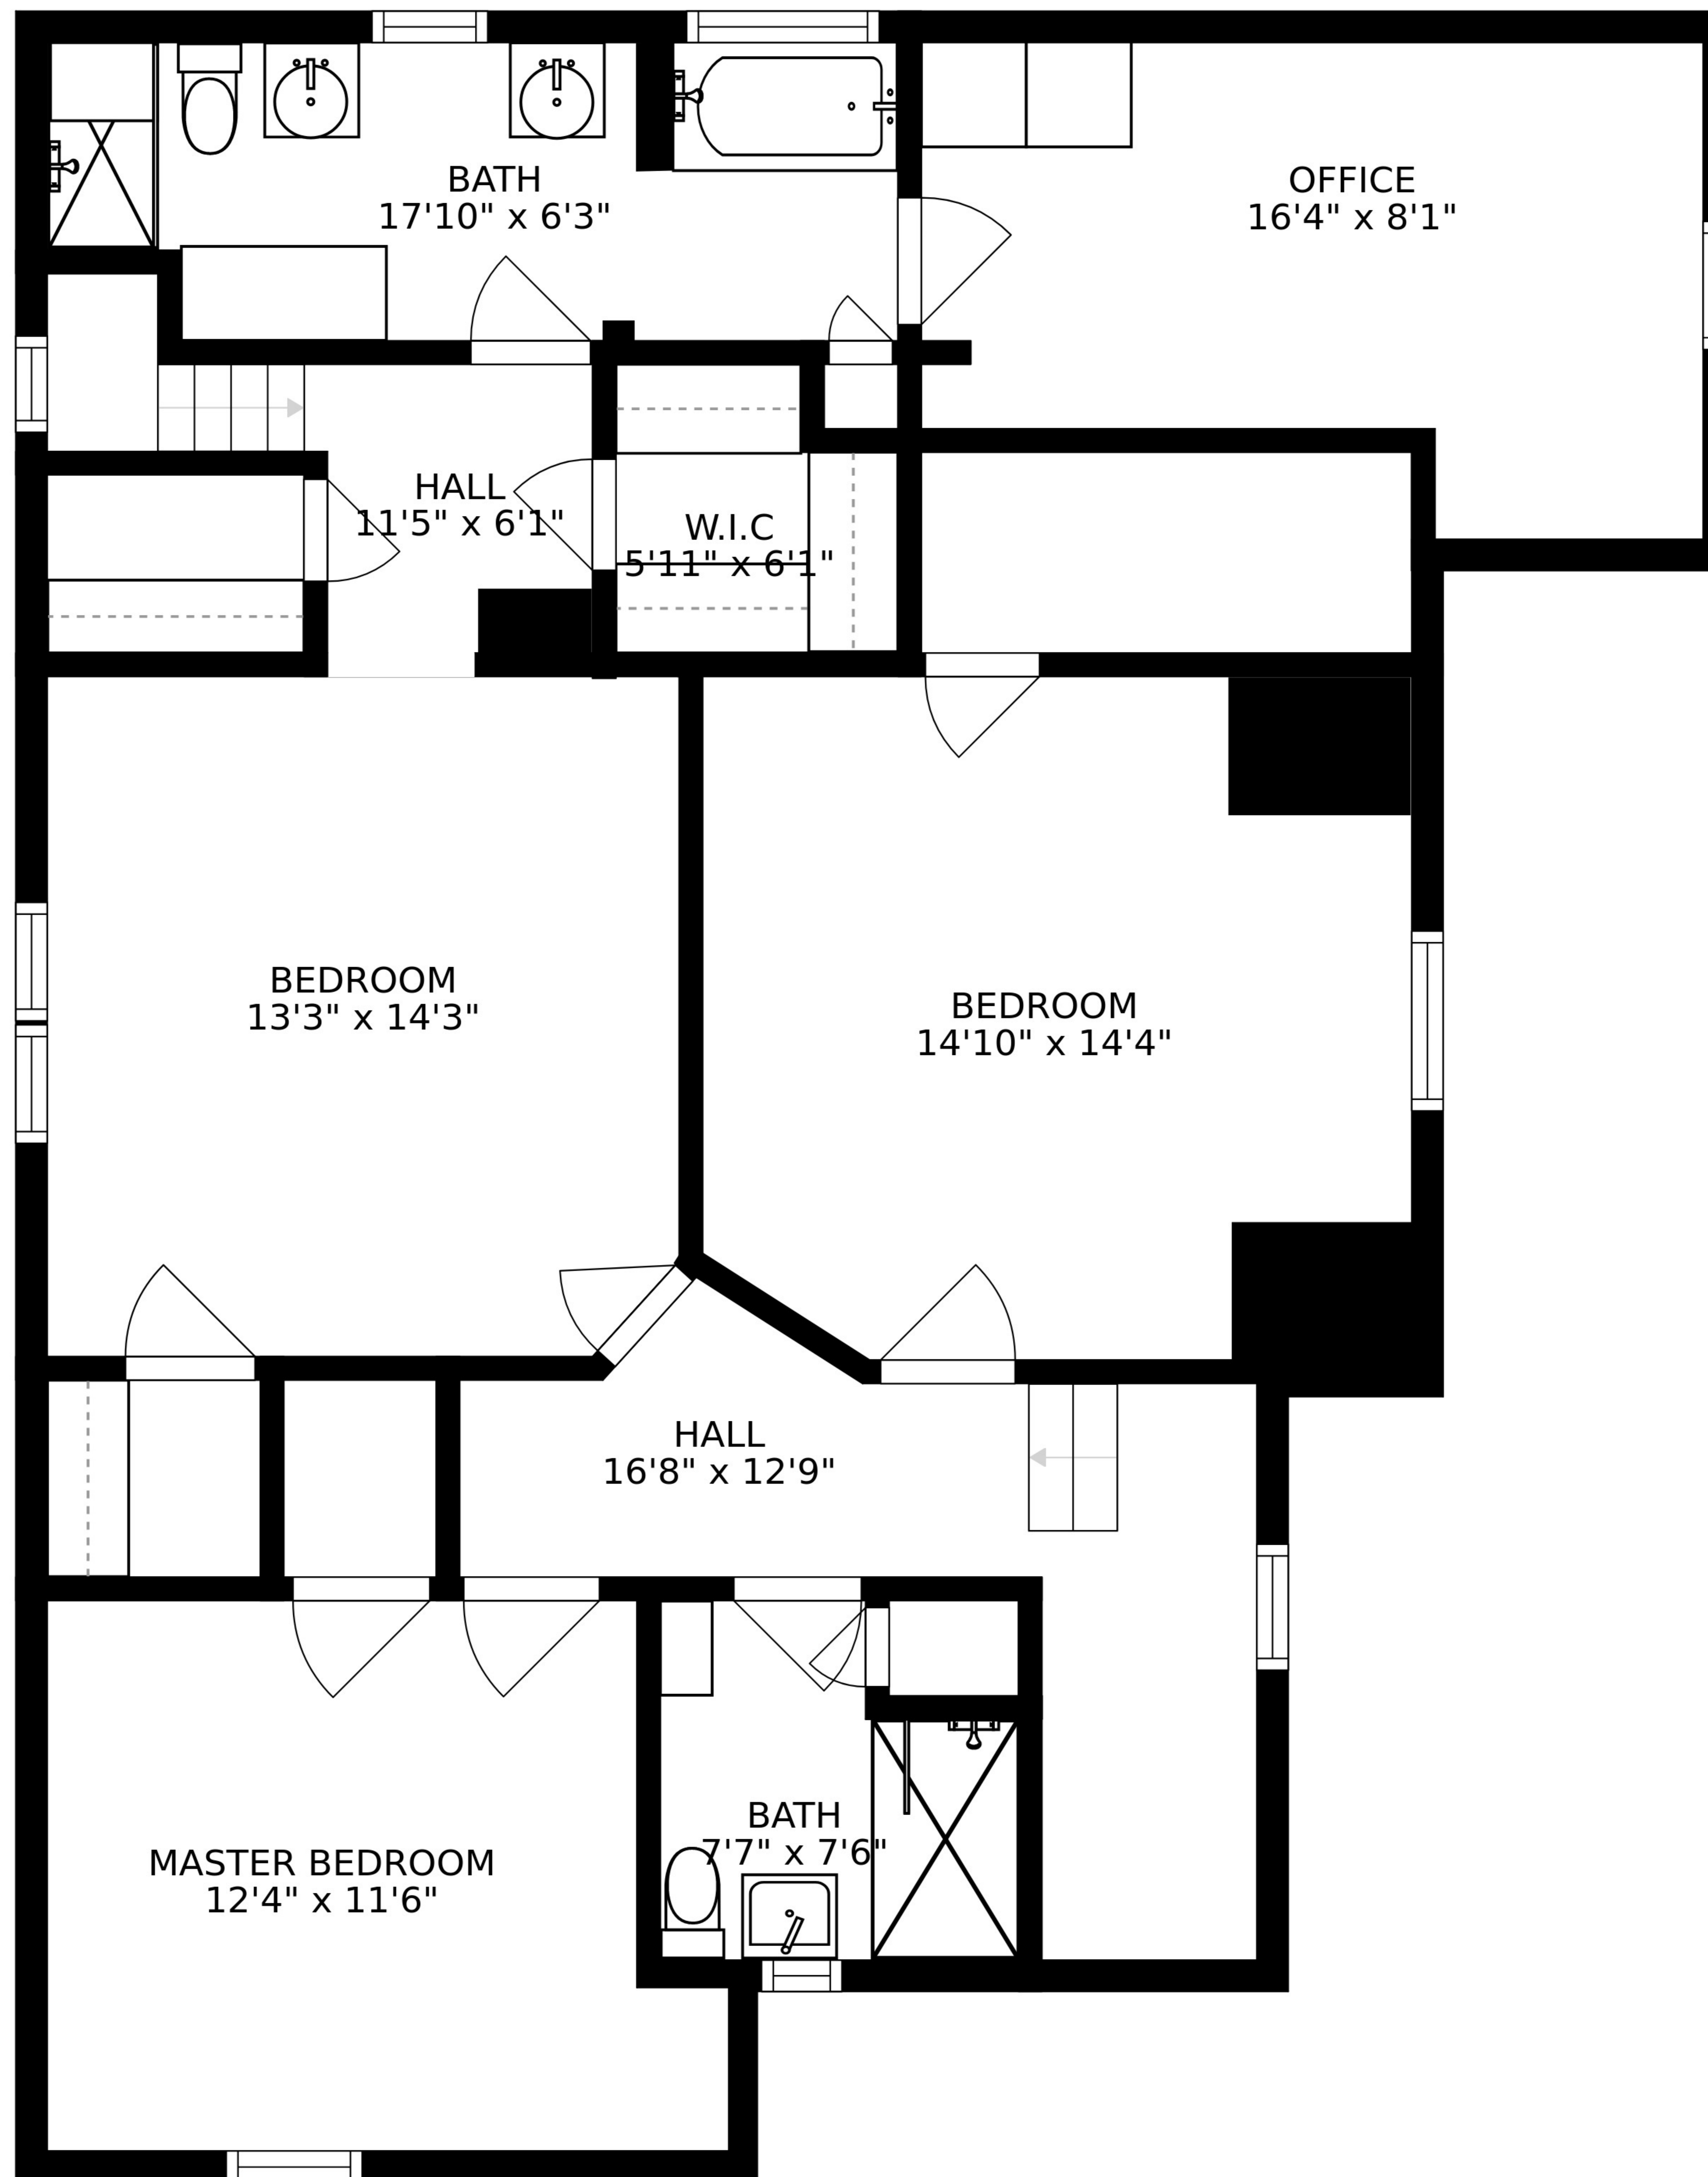 BATH
17'10" x 6'3"
OFFICE
16'4" x 8'1"
HALL
11'5" x 6'1"
W.I.C
5'11" x 6'1"
BEDROOM
13'3" x 14'3"
BEDROOM
14'10" x 14'4"
HALL
16'8" x 12'9"
BATH
7'7" x 7'6"
MASTER BEDROOM
12'4" x 11'6"